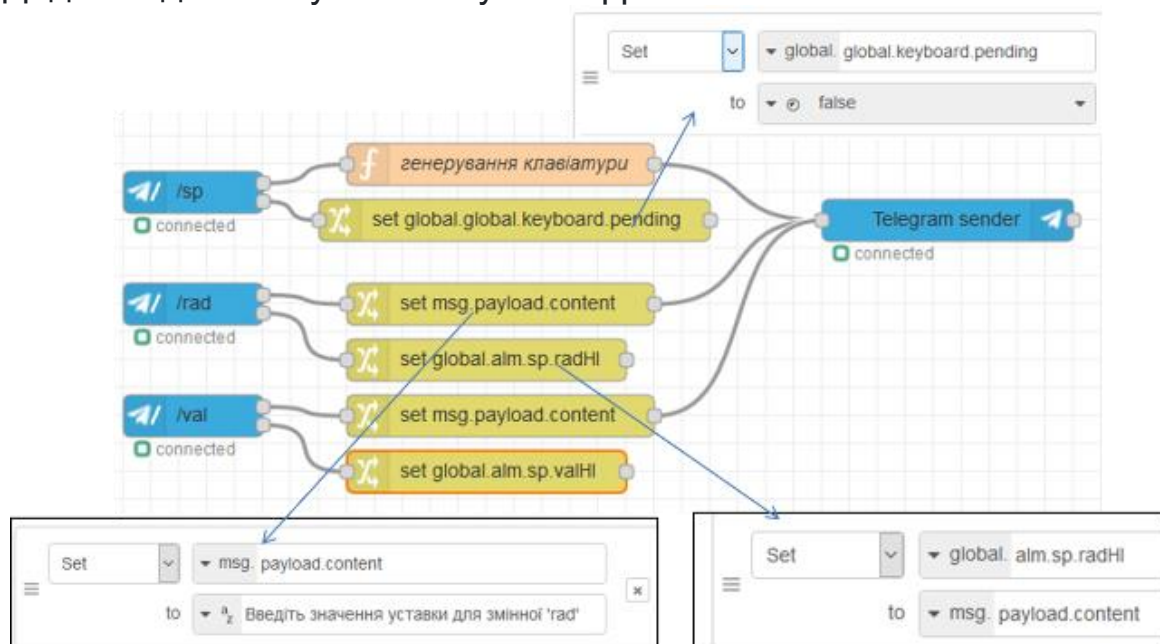 Set
global. global.keyboard.pending
to
false
генерування клавіатури
/sp
connected
set global.global.keyboard.pending
Telegram sender
connected
/rad
connected
set msg.payload.content
set global.alm.sp.radHI
/val
connected
set msg.payload.content
set global.alm.sp.valHI
Set
msg. payload.content
to
a z Введіть значення уставки для змінної 'rad'
Set
global. alm.sp.radHI
to
msg. payload.content